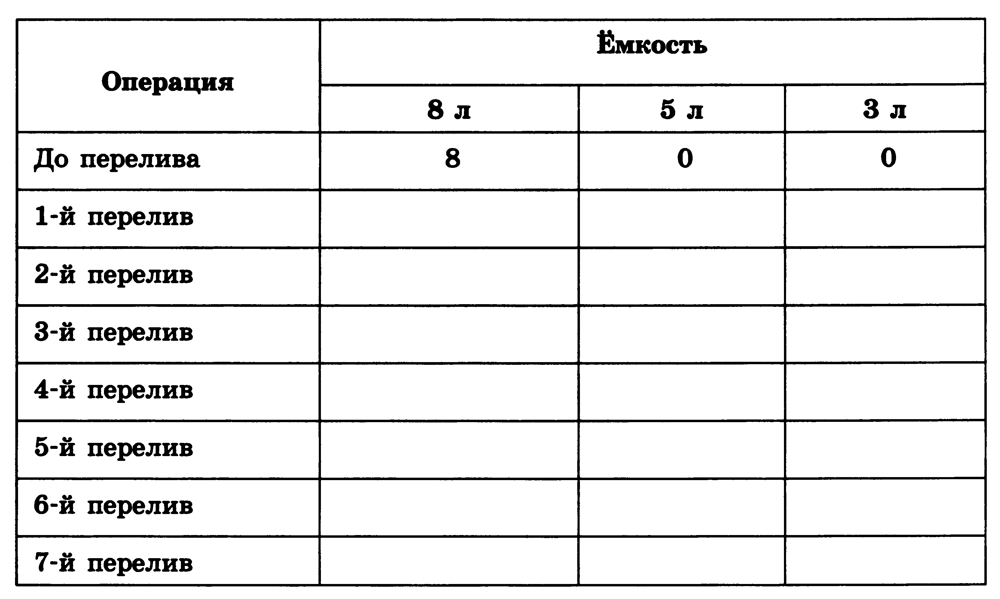 Операция
Ёмкость
8 л 5 л 3 л
До перелива 8 0 0
1-й перелив
2-й перелив
3-й перелив
4-й перелив
5-й перелив
6-й перелив
7-й перелив